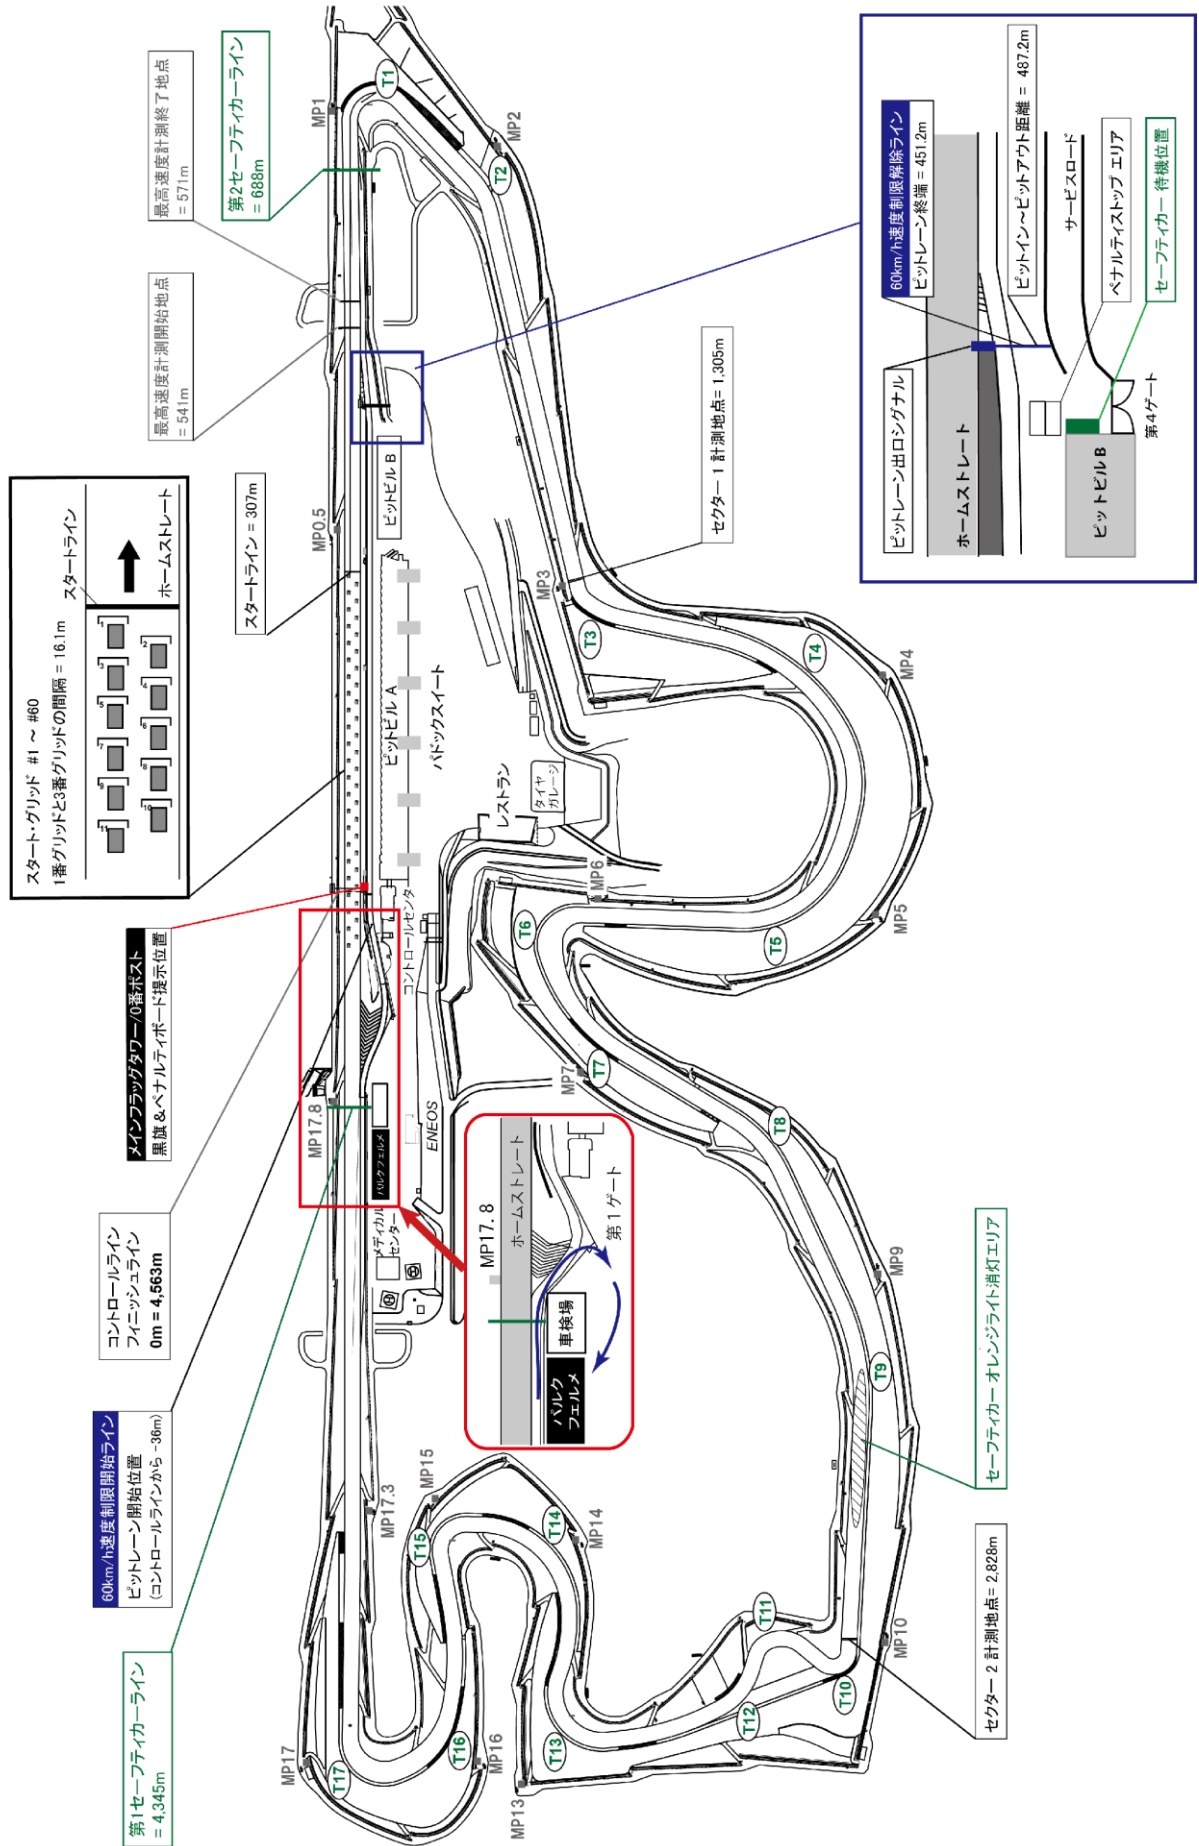 スタート・グリッド #1 ～ #60
1番グリッドと3番グリッドの間隔 = 16.1m
スタートライン
ホームストレート
1
3
5
7
9
11
2
4
6
8
10
最高速度計測開始地点
= 541m
最高速度計測終了地点
= 571m
第2セーフティカーライン
= 688m
スタートライン = 307m
メインフラッグタワー/0番ポスト
黒旗＆ペナルティボード提示位置
コントロールライン
フィニッシュライン
0m = 4,563m
60km/h速度制限開始ライン
ピットレーン開始位置
(コントロールラインから -36m)
第1セーフティカーライン
= 4,345m
MP17
MP17.3
MP17.8
MP0.5
MP1
T1
MP2
T2
ピットビル B
ピットビル A
パドックスイート
コントロールセンター
パルクフェルメ
メディカル
センター
ENEOS
レストラン
タイヤ
ガレージ
MP3
T3
セクター 1 計測地点= 1,305m
T4
MP4
T5
MP5
T6
MP6
T7
MP7
T8
MP9
T9
セーフティカー オレンジライト消灯エリア
セクター 2 計測地点= 2,828m
MP10
T10
T11
T12
T13
MP13
T14
MP14
T15
MP15
T16
MP16
T17
MP17.8
ホームストレート
第1ゲート
車検場
パルク
フェルメ
60km/h速度制限解除ライン
ピットレーン終端 = 451.2m
ピットイン～ピットアウト距離 = 487.2m
ピットレーン出口シグナル
ホームストレート
サービスロード
ペナルティストップ エリア
セーフティカー 待機位置
ピットビル B
第4ゲート